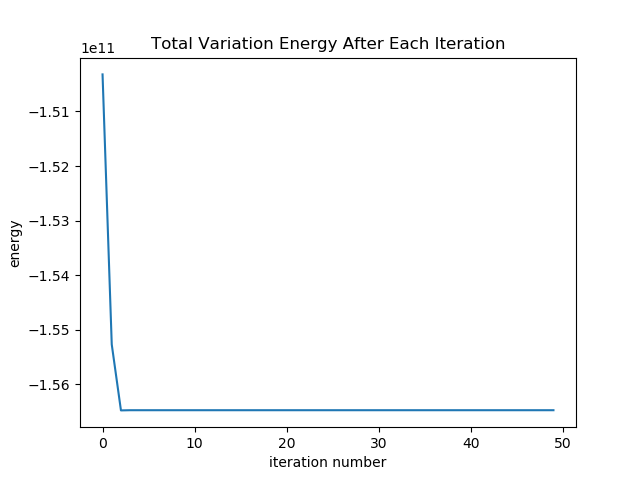 Total Variation Energy After Each Iteration
1e11
−1.51
−1.52
−1.53
−1.54
−1.55
−1.56
energy
0 10 20 30 40 50
iteration number